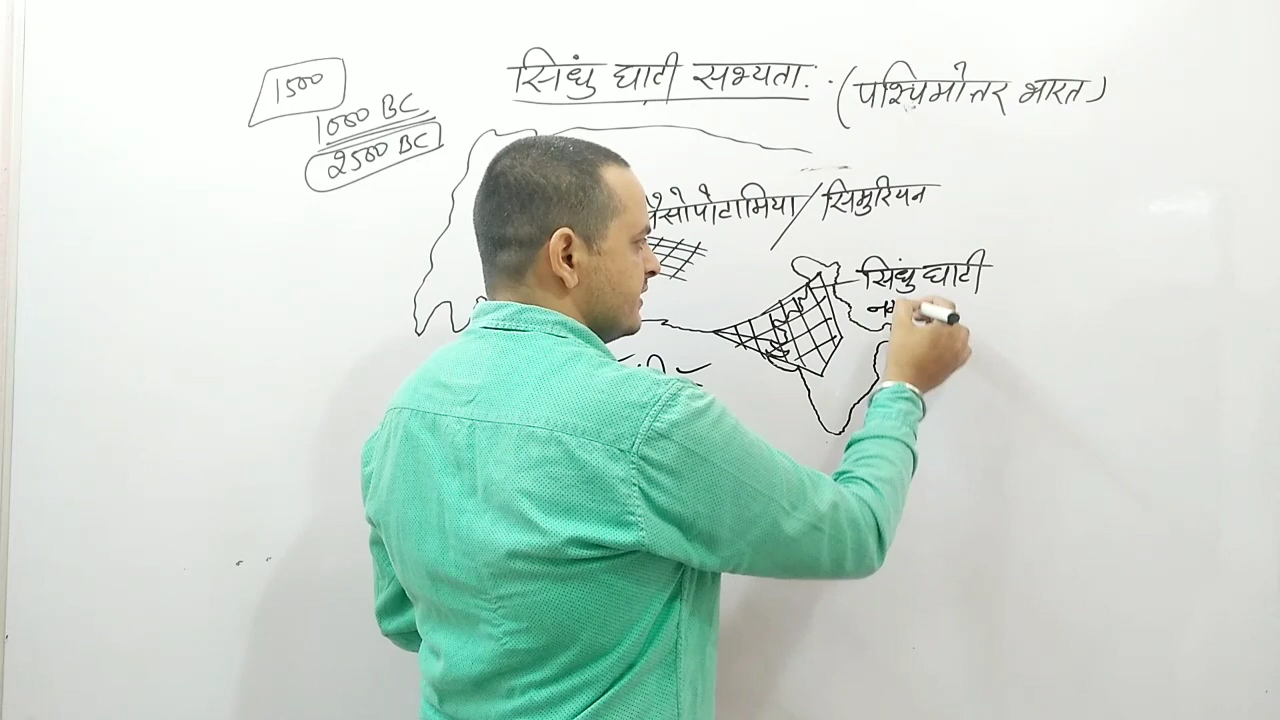 सिंधु घाटी सभ्यता: (पश्चिमोत्तर भारत)
1500
1000 BC
2500 BC
मेसोपोटामिया / सिमुरियन
सिंधु घाटी